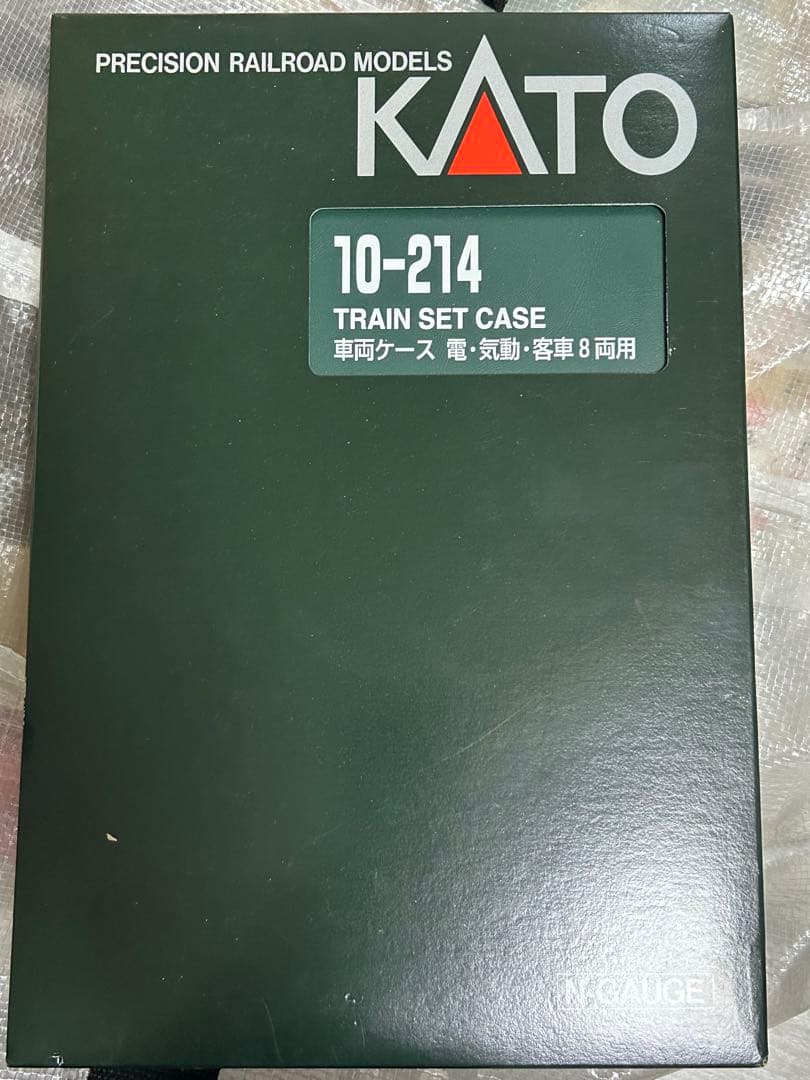 PRECISION RAILROAD MODELS
KATO
10-214
TRAIN SET CASE
車両ケース 電・気動・客車8両用
N-GAUGE